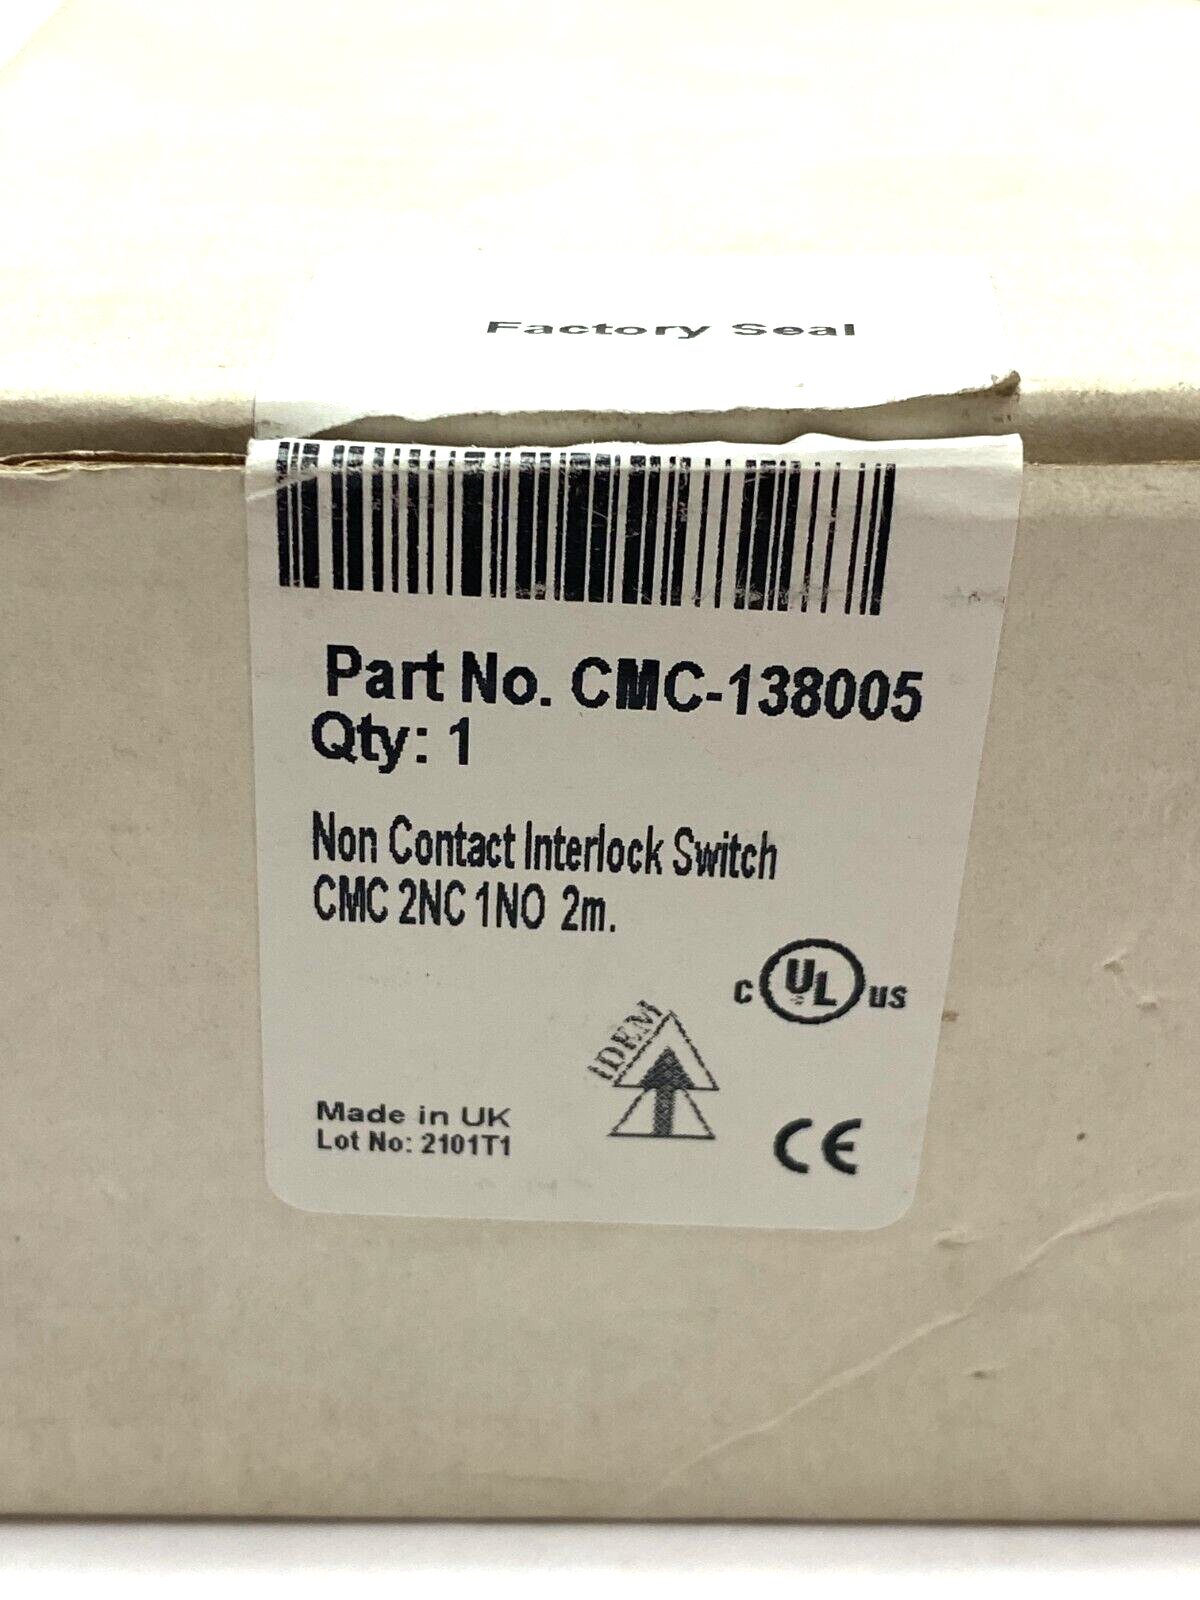 Factory Seal
Part No. CMC-138005
Qty: 1
Non Contact Interlock Switch
CMC 2NC 1NO 2m.
C UL US
IDEM
Made in UK
Lot No: 2101T1
CE